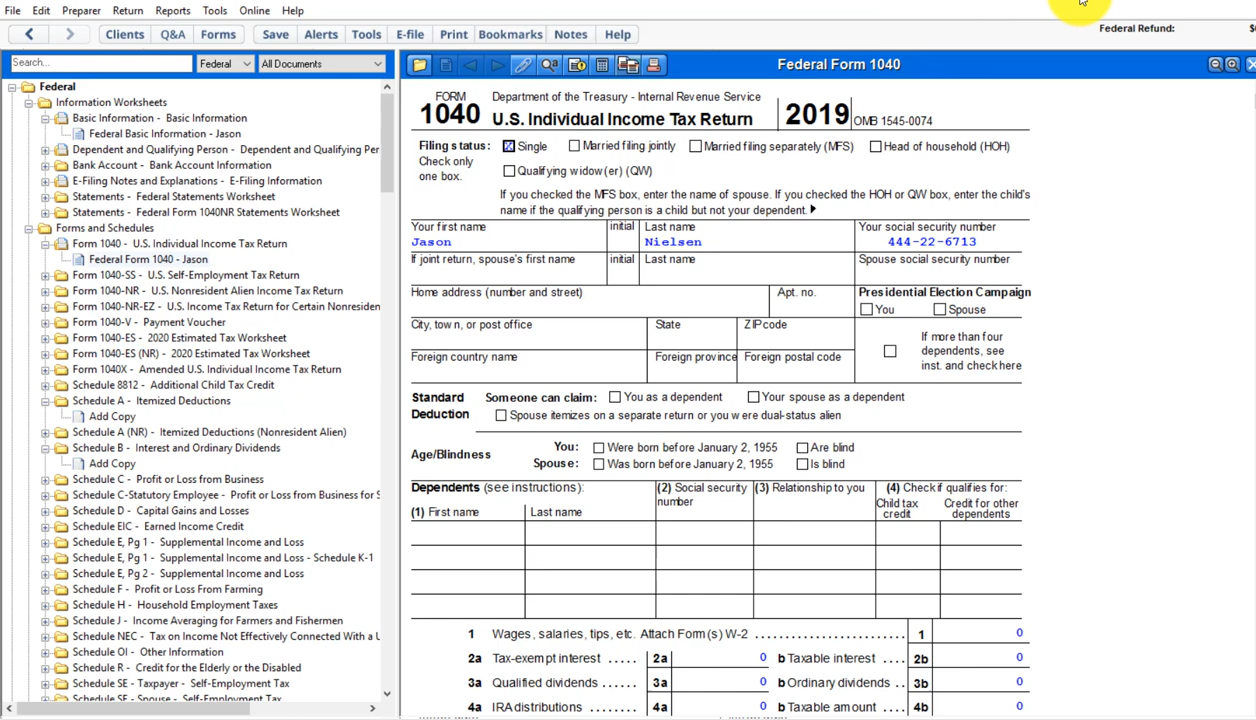 File Edit Preparer Return Reports Tools Online Help
Federal Refund:
Clients Q&A Forms Save Alerts Tools E-file Print Bookmarks Notes Help
Search... Federal All Documents
Federal
Information Worksheets
Basic Information - Basic Information
Federal Basic Information - Jason
Dependent and Qualifying Person - Dependent and Qualifying Per
Bank Account - Bank Account Information
E-Filing Notes and Explanations - E-Filing Information
Statements - Federal Statements Worksheet
Statements - Federal Form 1040NR Statements Worksheet
Forms and Schedules
Form 1040 - U.S. Individual Income Tax Return
Federal Form 1040 - Jason
Form 1040-SS - U.S. Self-Employment Tax Return
Form 1040-NR - U.S. Nonresident Alien Income Tax Return
Form 1040-NR-EZ - U.S. Income Tax Return for Certain Nonresiden
Form 1040-V - Payment Voucher
Form 1040-ES - 2020 Estimated Tax Worksheet
Form 1040-ES (NR) - 2020 Estimated Tax Worksheet
Form 1040X - Amended U.S. Individual Income Tax Return
Schedule 8812 - Additional Child Tax Credit
Schedule A - Itemized Deductions
Add Copy
Schedule A (NR) - Itemized Deductions (Nonresident Alien)
Schedule B - Interest and Ordinary Dividends
Add Copy
Schedule C - Profit or Loss from Business
Schedule C-Statutory Employee - Profit or Loss from Business for S
Schedule D - Capital Gains and Losses
Schedule EIC - Earned Income Credit
Schedule E, Pg 1 - Supplemental Income and Loss
Schedule E, Pg 1 - Supplemental Income and Loss - Schedule K-1
Schedule E, Pg 2 - Supplemental Income and Loss
Schedule F - Profit or Loss From Farming
Schedule H - Household Employment Taxes
Schedule J - Income Averaging for Farmers and Fishermen
Schedule NEC - Tax on Income Not Effectively Connected With a U
Schedule OI - Other Information
Schedule R - Credit for the Elderly or the Disabled
Schedule SE - Taxpayer - Self-Employment Tax
Schedule SE - Spouse - Self-Employment Tax
Federal Form 1040
FORM Department of the Treasury - Internal Revenue Service
1040 U.S. Individual Income Tax Return 2019 OMB 1545-0074
Filing status: X Single Married filing jointly Married filing separately (MFS) Head of household (HOH)
Check only
one box. Qualifying widow(er) (QW)
If you checked the MFS box, enter the name of spouse. If you checked the HOH or QW box, enter the child's
name if the qualifying person is a child but not your dependent.
Your first name initial Last name Your social security number
Jason Nielsen 444-22-6713
If joint return, spouse's first name initial Last name Spouse social security number
Home address (number and street) Apt. no. Presidential Election Campaign
You Spouse
City, town, or post office State ZIP code
If more than four
dependents, see
inst. and check here
Foreign country name Foreign province Foreign postal code
Standard Someone can claim: You as a dependent Your spouse as a dependent
Deduction Spouse itemizes on a separate return or you were dual-status alien
Age/Blindness You: Were born before January 2, 1955 Are blind
Spouse: Was born before January 2, 1955 Is blind
Dependents (see instructions): (2) Social security number (3) Relationship to you (4) Check if qualifies for:
(1) First name Last name Child tax credit Credit for other dependents
1 Wages, salaries, tips, etc. Attach Form(s) W-2 ................................ 1 0
2a Tax-exempt interest ..... 2a 0 b Taxable interest .... 2b 0
3a Qualified dividends ...... 3a 0 b Ordinary dividends .. 3b 0
4a IRA distributions ........ 4a 0 b Taxable amount .... 4b 0